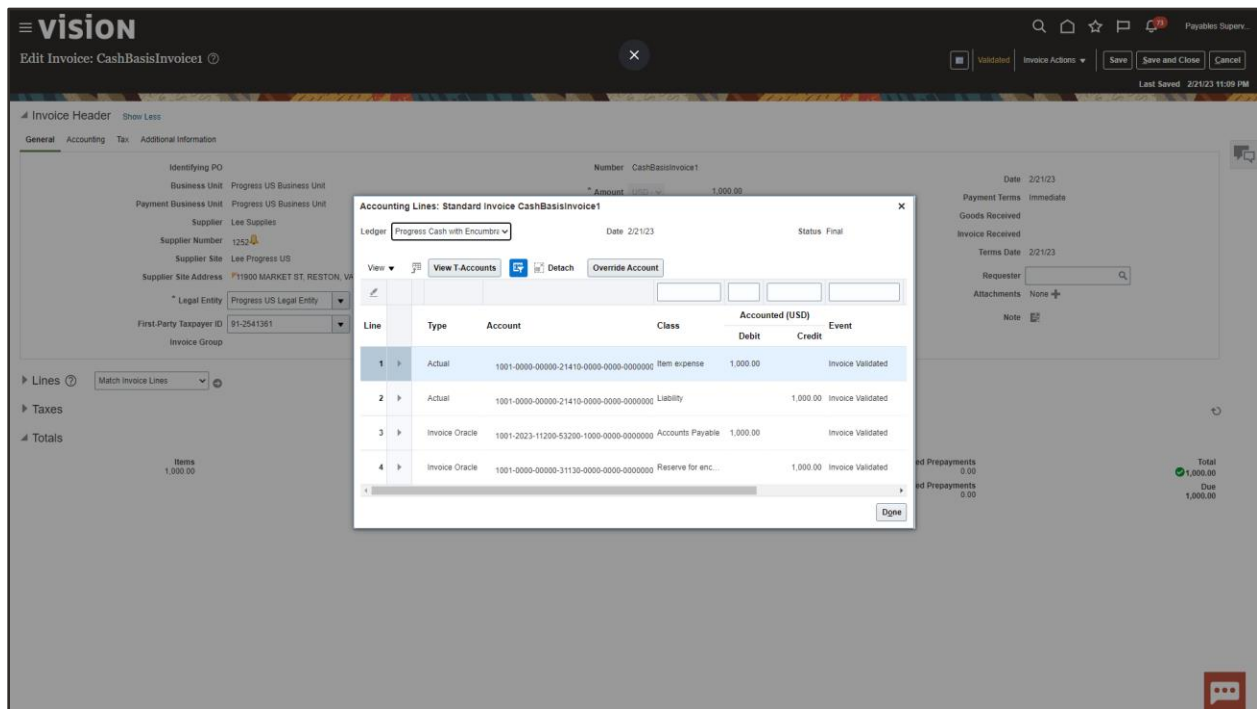 vision
73
Payables Superv...
Edit Invoice: CashBasisInvoice1
Validated
Invoice Actions
Save
Save and Close
Cancel
Last Saved 2/21/23 11:09 PM
Invoice Header Show Less
General Accounting Tax Additional Information
Identifying PO
Business Unit Progress US Business Unit
Payment Business Unit Progress US Business Unit
Supplier Lee Supplies
Supplier Number 1252
Supplier Site Lee Progress US
Supplier Site Address 11900 MARKET ST, RESTON, VA
* Legal Entity Progress US Legal Entity
First-Party Taxpayer ID 91-2541361
Invoice Group
Number CashBasisInvoice1
* Amount USD 1,000.00
Date 2/21/23
Payment Terms Immediate
Goods Received
Invoice Received
Terms Date 2/21/23
Requester
Attachments None
Note
Accounting Lines: Standard Invoice CashBasisInvoice1
Ledger Progress Cash with Encumbra Date 2/21/23 Status Final
View View T-Accounts Detach Override Account
Line Type Account Class Accounted (USD) Event
Debit Credit
1 Actual 1001-0000-00000-21410-0000-0000-0000000 Item expense 1,000.00 Invoice Validated
2 Actual 1001-0000-00000-21410-0000-0000-0000000 Liability 1,000.00 Invoice Validated
3 Invoice Oracle 1001-2023-11200-53200-1000-0000-0000000 Accounts Payable 1,000.00 Invoice Validated
4 Invoice Oracle 1001-0000-00000-31130-0000-0000-0000000 Reserve for enc... 1,000.00 Invoice Validated
Done
Lines Match Invoice Lines
Taxes
Totals
Items
1,000.00
ed Prepayments
0.00
ed Prepayments
0.00
Total
1,000.00
Due
1,000.00